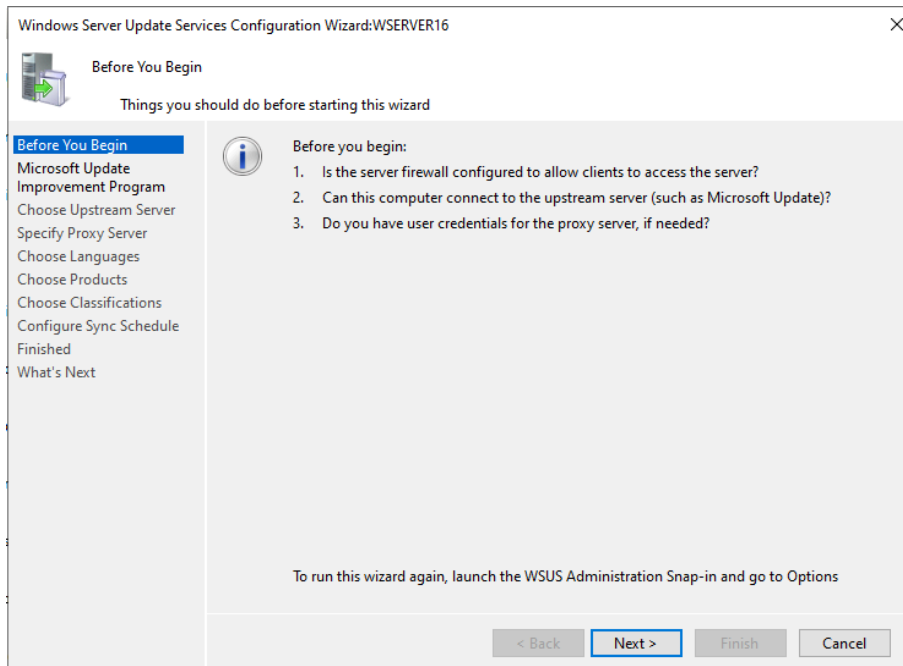 Windows Server Update Services Configuration Wizard:WSERVER16
Before You Begin
Things you should do before starting this wizard
Before You Begin
Microsoft Update
Improvement Program
Choose Upstream Server
Specify Proxy Server
Choose Languages
Choose Products
Choose Classifications
Configure Sync Schedule
Finished
What's Next
Before you begin:
1. Is the server firewall configured to allow clients to access the server?
2. Can this computer connect to the upstream server (such as Microsoft Update)?
3. Do you have user credentials for the proxy server, if needed?
To run this wizard again, launch the WSUS Administration Snap-in and go to Options
< Back Next > Finish Cancel